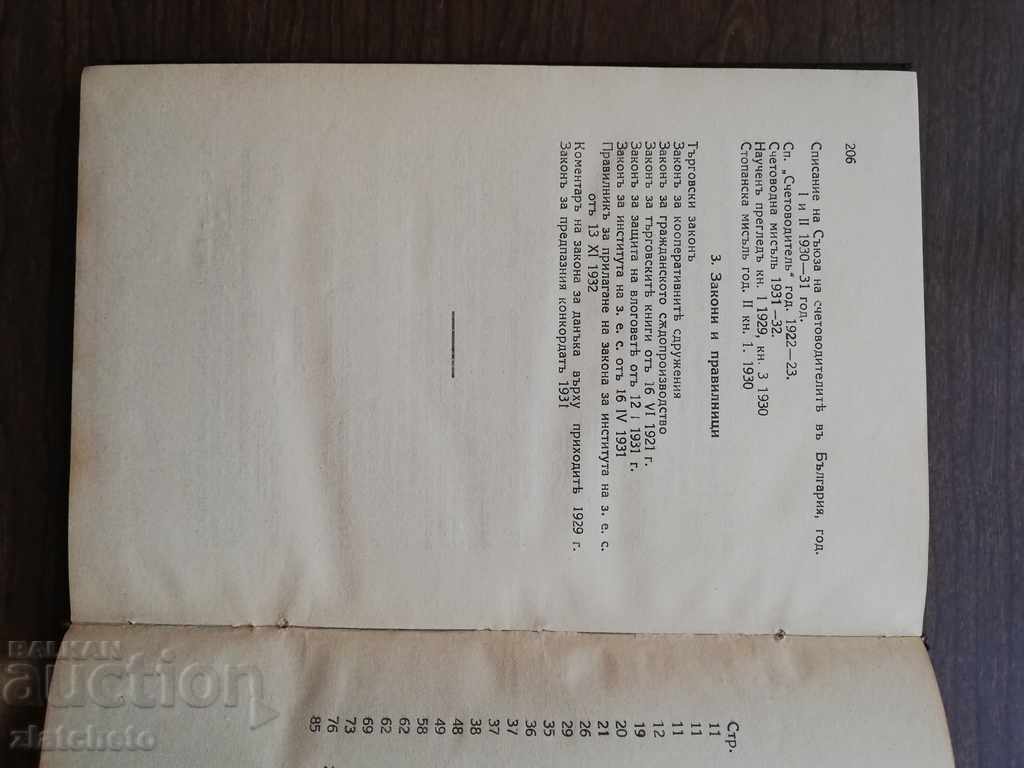 206
Списание на Съюза на счетоводителитѣ въ България, год.
I и II 1930—31 год.
Сп. „Счетоводитель“ год. 1922—23.
Счетоводна мисъль 1931—32.
Наученъ прегледъ кн. I 1929, кн. 3 1930
Стопанска мисъль год. II кн. 1. 1930
3. Закони и правилници
Търговски законъ
Законъ за кооперативнитѣ сдружения
Законъ за гражданското сѫдопроизводство
Законъ за търговскитѣ книги отъ 16 VI 1921 г.
Законъ за защита на влоговетѣ отъ 12 I 1931 г.
Законъ за института на з. е. с. отъ 16 IV 1931
Правилникъ за прилагане на закона за института на з. е. с.
отъ 13 XI 1932
Коментаръ на закона за данъка върху приходитѣ 1929 г.
Законъ за предпазния конкордатъ 1931
Стр.
11
11
11
12
19
20
21
26
29
35
36
37
37
38
48
49
58
62
62
69
73
76
85
BALKAN
auction
zlatcheto